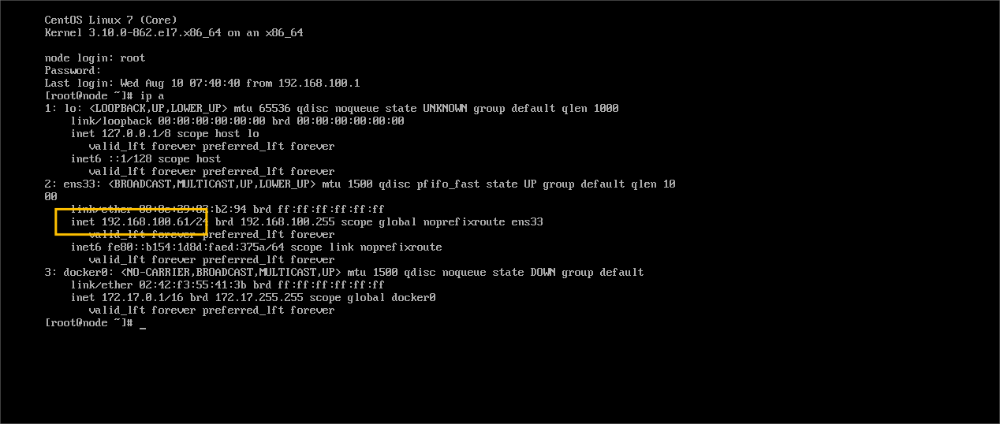 CentOS Linux 7 (Core)
Kernel 3.10.0-862.el7.x86_64 on an x86_64
node login: root
Password:
Last login: Wed Aug 10 07:40:40 from 192.168.100.1
[root@node ~]# ip a
1: lo: <LOOPBACK,UP,LOWER_UP> mtu 65536 qdisc noqueue state UNKNOWN group default qlen 1000
link/loopback 00:00:00:00:00:00 brd 00:00:00:00:00:00
inet 127.0.0.1/8 scope host lo
valid_lft forever preferred_lft forever
inet6 ::1/128 scope host
valid_lft forever preferred_lft forever
2: ens33: <BROADCAST,MULTICAST,UP,LOWER_UP> mtu 1500 qdisc pfifo_fast state UP group default qlen 10
00
link/ether brd ff:ff:ff:ff:ff:ff
inet 192.168.100.61/24 brd 192.168.100.255 scope global noprefixroute ens33
valid_lft forever preferred_lft forever
inet6 fe80::b154:1d8d:faed:375a/64 scope link noprefixroute
valid_lft forever preferred_lft forever
3: docker0: <NO-CARRIER,BROADCAST,MULTICAST,UP> mtu 1500 qdisc noqueue state DOWN group default
link/ether 02:42:f3:55:41:3b brd ff:ff:ff:ff:ff:ff
inet 172.17.0.1/16 brd 172.17.255.255 scope global docker0
valid_lft forever preferred_lft forever
[root@node ~]# _